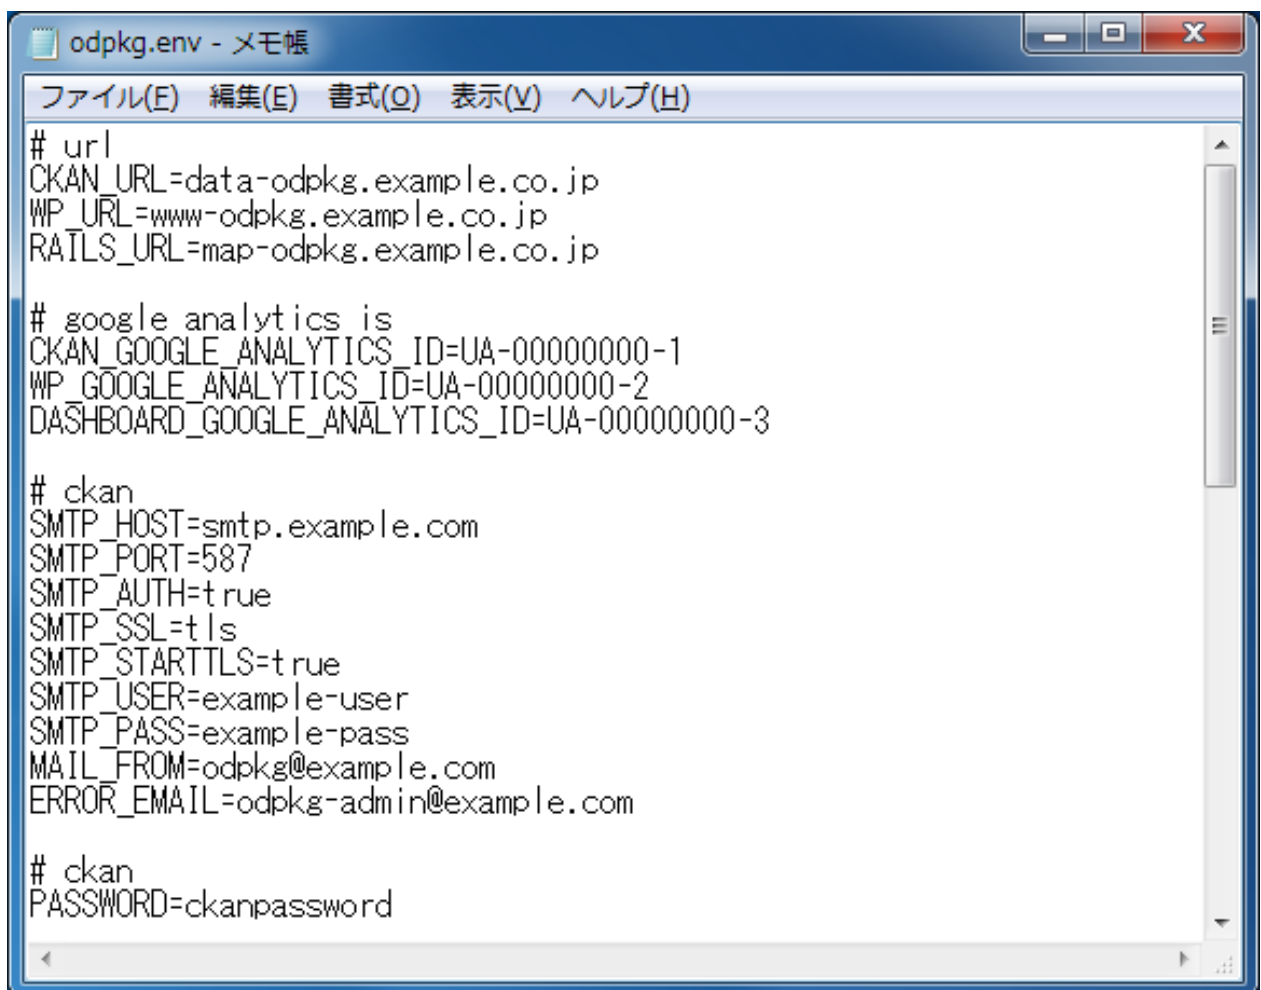 odpkg.env - メモ帳
ファイル(F) 編集(E) 書式(O) 表示(V) ヘルプ(H)
# url
CKAN_URL=data-odpkg.example.co.jp
WP_URL=www-odpkg.example.co.jp
RAILS_URL=map-odpkg.example.co.jp
# google analytics is
CKAN_GOOGLE_ANALYTICS_ID=UA-00000000-1
WP_GOOGLE_ANALYTICS_ID=UA-00000000-2
DASHBOARD_GOOGLE_ANALYTICS_ID=UA-00000000-3
# ckan
SMTP_HOST=smtp.example.com
SMTP_PORT=587
SMTP_AUTH=true
SMTP_SSL=tls
SMTP_STARTTLS=true
SMTP_USER=example-user
SMTP_PASS=example-pass
MAIL_FROM=odpkg@example.com
ERROR_EMAIL=odpkg-admin@example.com
# ckan
PASSWORD=ckanpassword